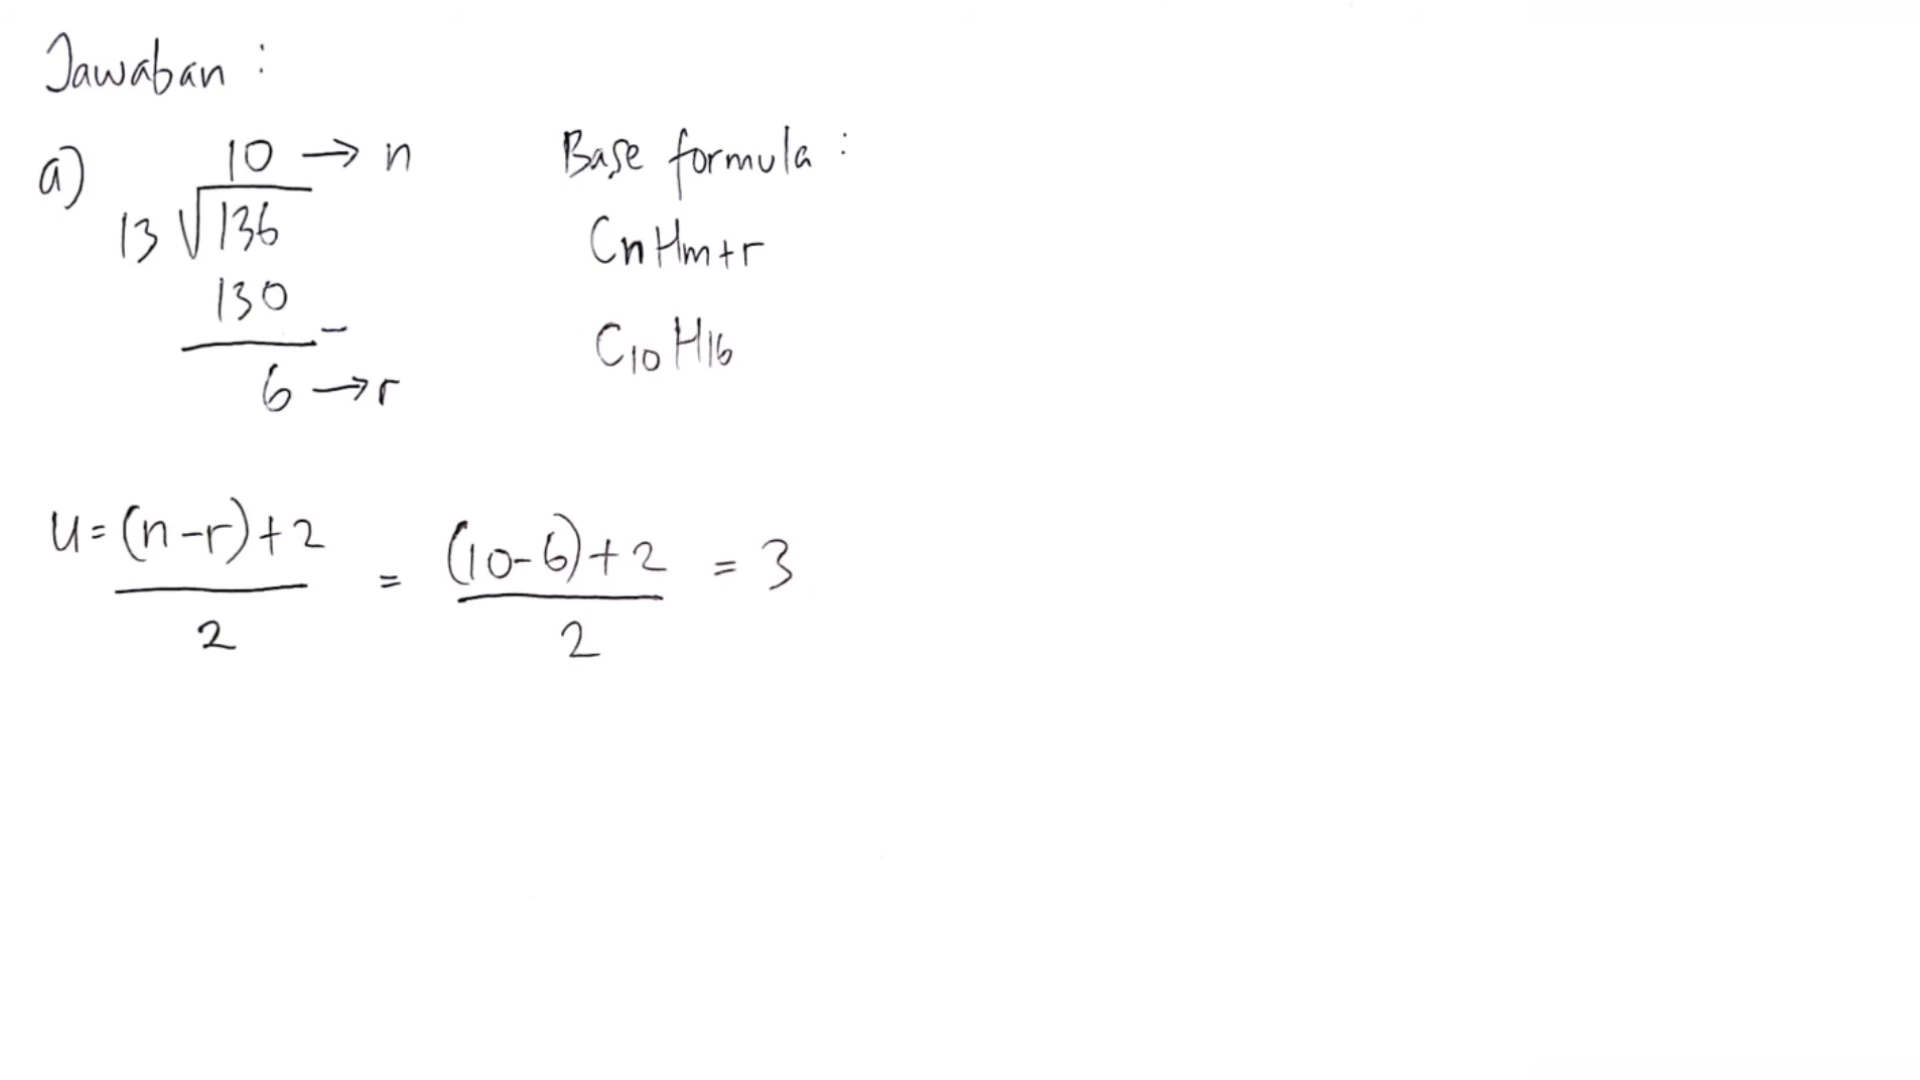 Jawaban :
a) 10 → n
13 √136
130
-
6 → r
Base formula :
CnHm+r
C10H16
U = (n-r)+2 = (10-6)+2 = 3
2 2